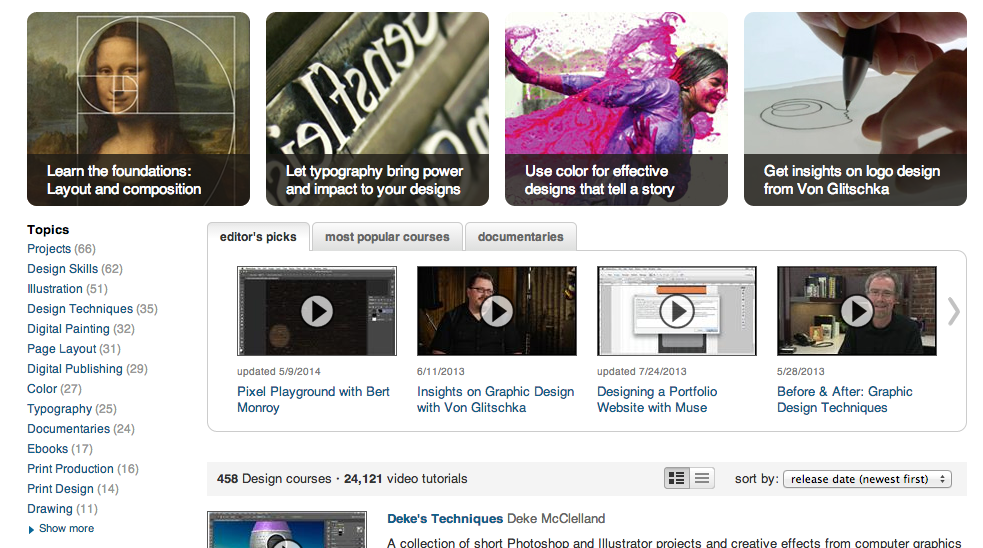 Learn the foundations:
Layout and composition
Let typography bring power
and impact to your designs
Use color for effective
designs that tell a story
Get insights on logo design
from Von Glitschka
Topics
Projects (66)
Design Skills (62)
Illustration (51)
Design Techniques (35)
Digital Painting (32)
Page Layout (31)
Digital Publishing (29)
Color (27)
Typography (25)
Documentaries (24)
Ebooks (17)
Print Production (16)
Print Design (14)
Drawing (11)
Show more
editor's picks
most popular courses
documentaries
updated 5/9/2014
Pixel Playground with Bert
Monroy
6/11/2013
Insights on Graphic Design
with Von Glitschka
updated 7/24/2013
Designing a Portfolio
Website with Muse
5/28/2013
Before & After: Graphic
Design Techniques
458 Design courses · 24,121 video tutorials
sort by: release date (newest first)
Deke's Techniques Deke McClelland
A collection of short Photoshop and Illustrator projects and creative effects from computer graphics